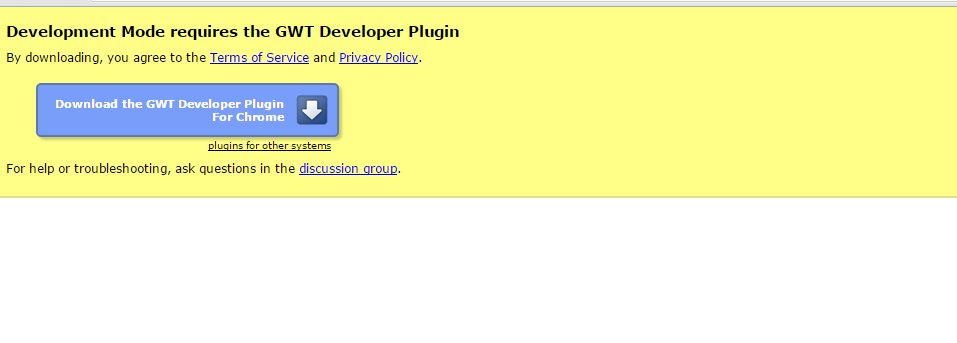 Development Mode requires the GWT Developer Plugin
By downloading, you agree to the Terms of Service and Privacy Policy.
Download the GWT Developer Plugin
For Chrome
plugins for other systems
For help or troubleshooting, ask questions in the discussion group.